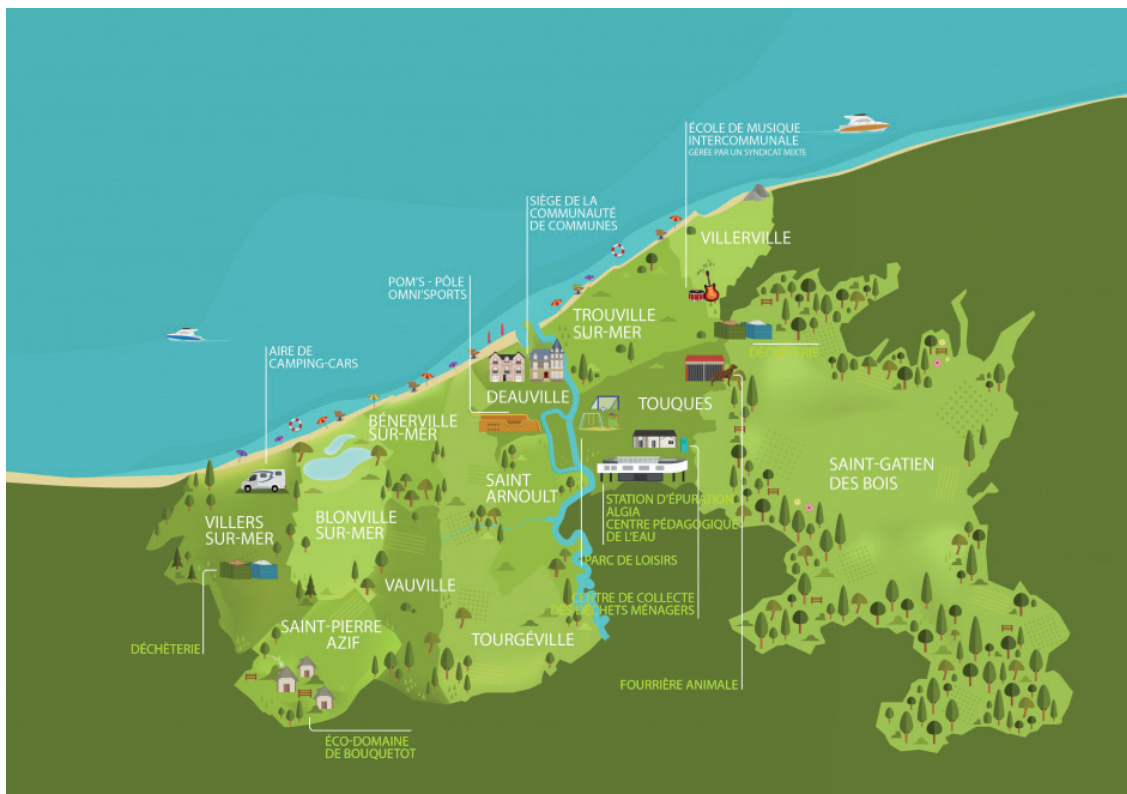 ÉCOLE DE MUSIQUE
INTERCOMMUNALE
GÉRÉE PAR UN SYNDICAT MIXTE
SIÈGE DE LA
COMMUNAUTÉ
DE COMMUNES
VILLERVILLE
POM'S - PÔLE
OMNI'SPORTS
TROUVILLE
SUR-MER
AIRE DE
CAMPING-CARS
DÉCHÈTERIE
DEAUVILLE
TOUQUES
BÉNERVILLE
SUR-MER
SAINT-GATIEN
DES BOIS
SAINT
ARNOULT
STATION D'ÉPURATION
ALGIA
CENTRE PÉDAGOGIQUE
DE L'EAU
VILLERS
SUR-MER
BLONVILLE
SUR-MER
PARC DE LOISIRS
VAUVILLE
CENTRE DE COLLECTE
DES DÉCHETS MÉNAGERS
SAINT-PIERRE
AZIF
TOURGÉVILLE
DÉCHÈTERIE
FOURRIÈRE ANIMALE
ÉCO-DOMAINE
DE BOUQUETOT